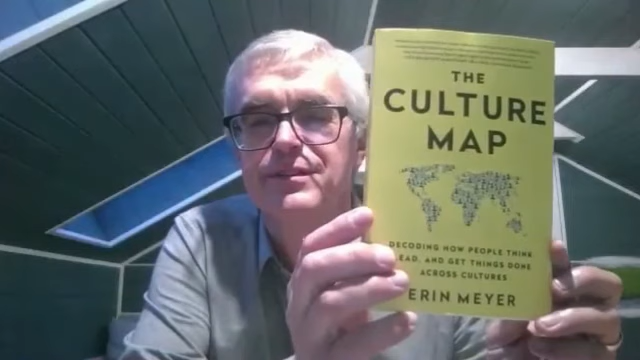 THE
CULTURE
MAP
DECODING HOW PEOPLE THINK
LEAD, AND GET THINGS DONE
ACROSS CULTURES
ERIN MEYER